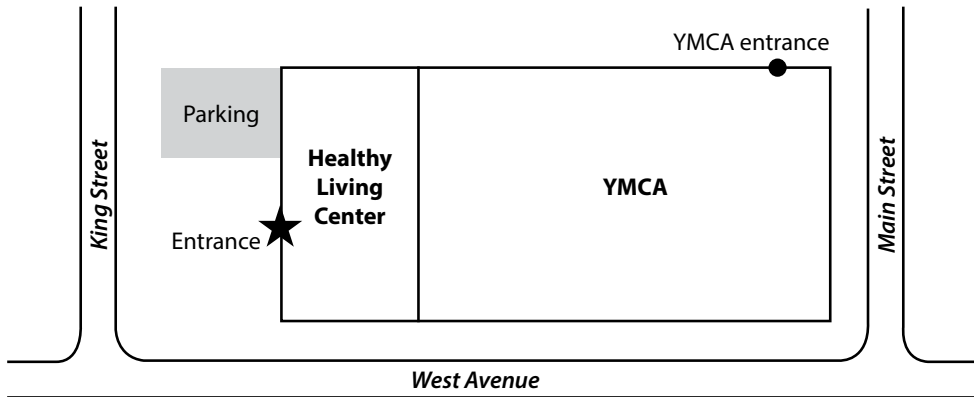 YMCA entrance
Parking
Healthy
Living
Center
YMCA
King Street
Main Street
Entrance
West Avenue